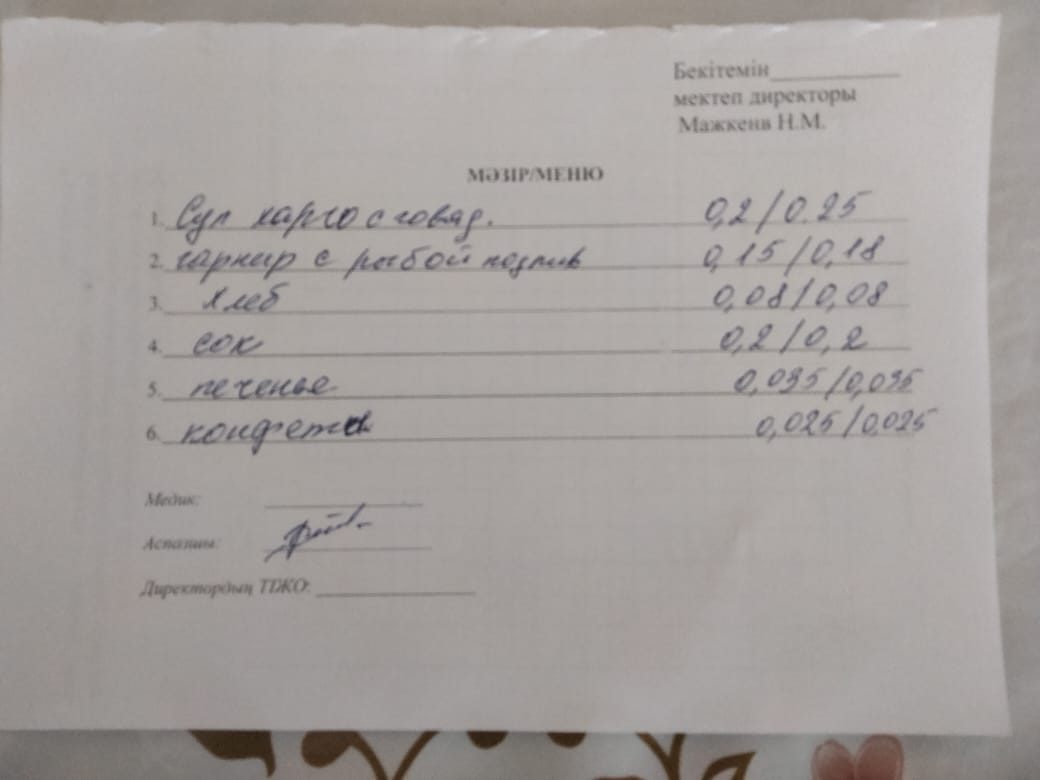 Бекітемін
мектеп директоры
Мажкенв Н.М.
МӘЗІР/МЕНЮ
1. Суп харчо с говяд. 0,2/0.25
2. гарнир с рыбой подлив 0,15/0,18
3. Хлеб 0,08/0,08
4. сок 0,2/0,2
5. печенье 0,035/0,035
6. конфеты 0,025/0,025
Медик:
Аспазшы:
Директордың ТІЖО: